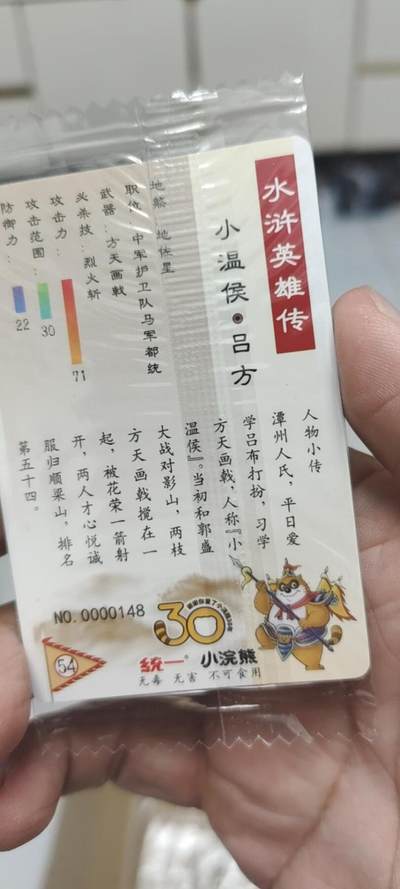 水浒英雄传
小温侯·吕方
地煞 地佐星
职位：中军护卫队马军都统
武器：方天画戟
必杀技：烈火斩
攻击力：
71
攻击范围：
30
防御力：
22
人物小传
潭州人氏，平日爱
学吕布打扮，习学
方天画戟，人称『小
温侯』。当初和郭盛
大战对影山，两枝
方天画戟搅在一
起，被花荣一箭射
开，两人才心悦诚
服归顺梁山，排名
第五十四。
NO.0000148
30
54
统一 小浣熊
无毒 无害 不可食用